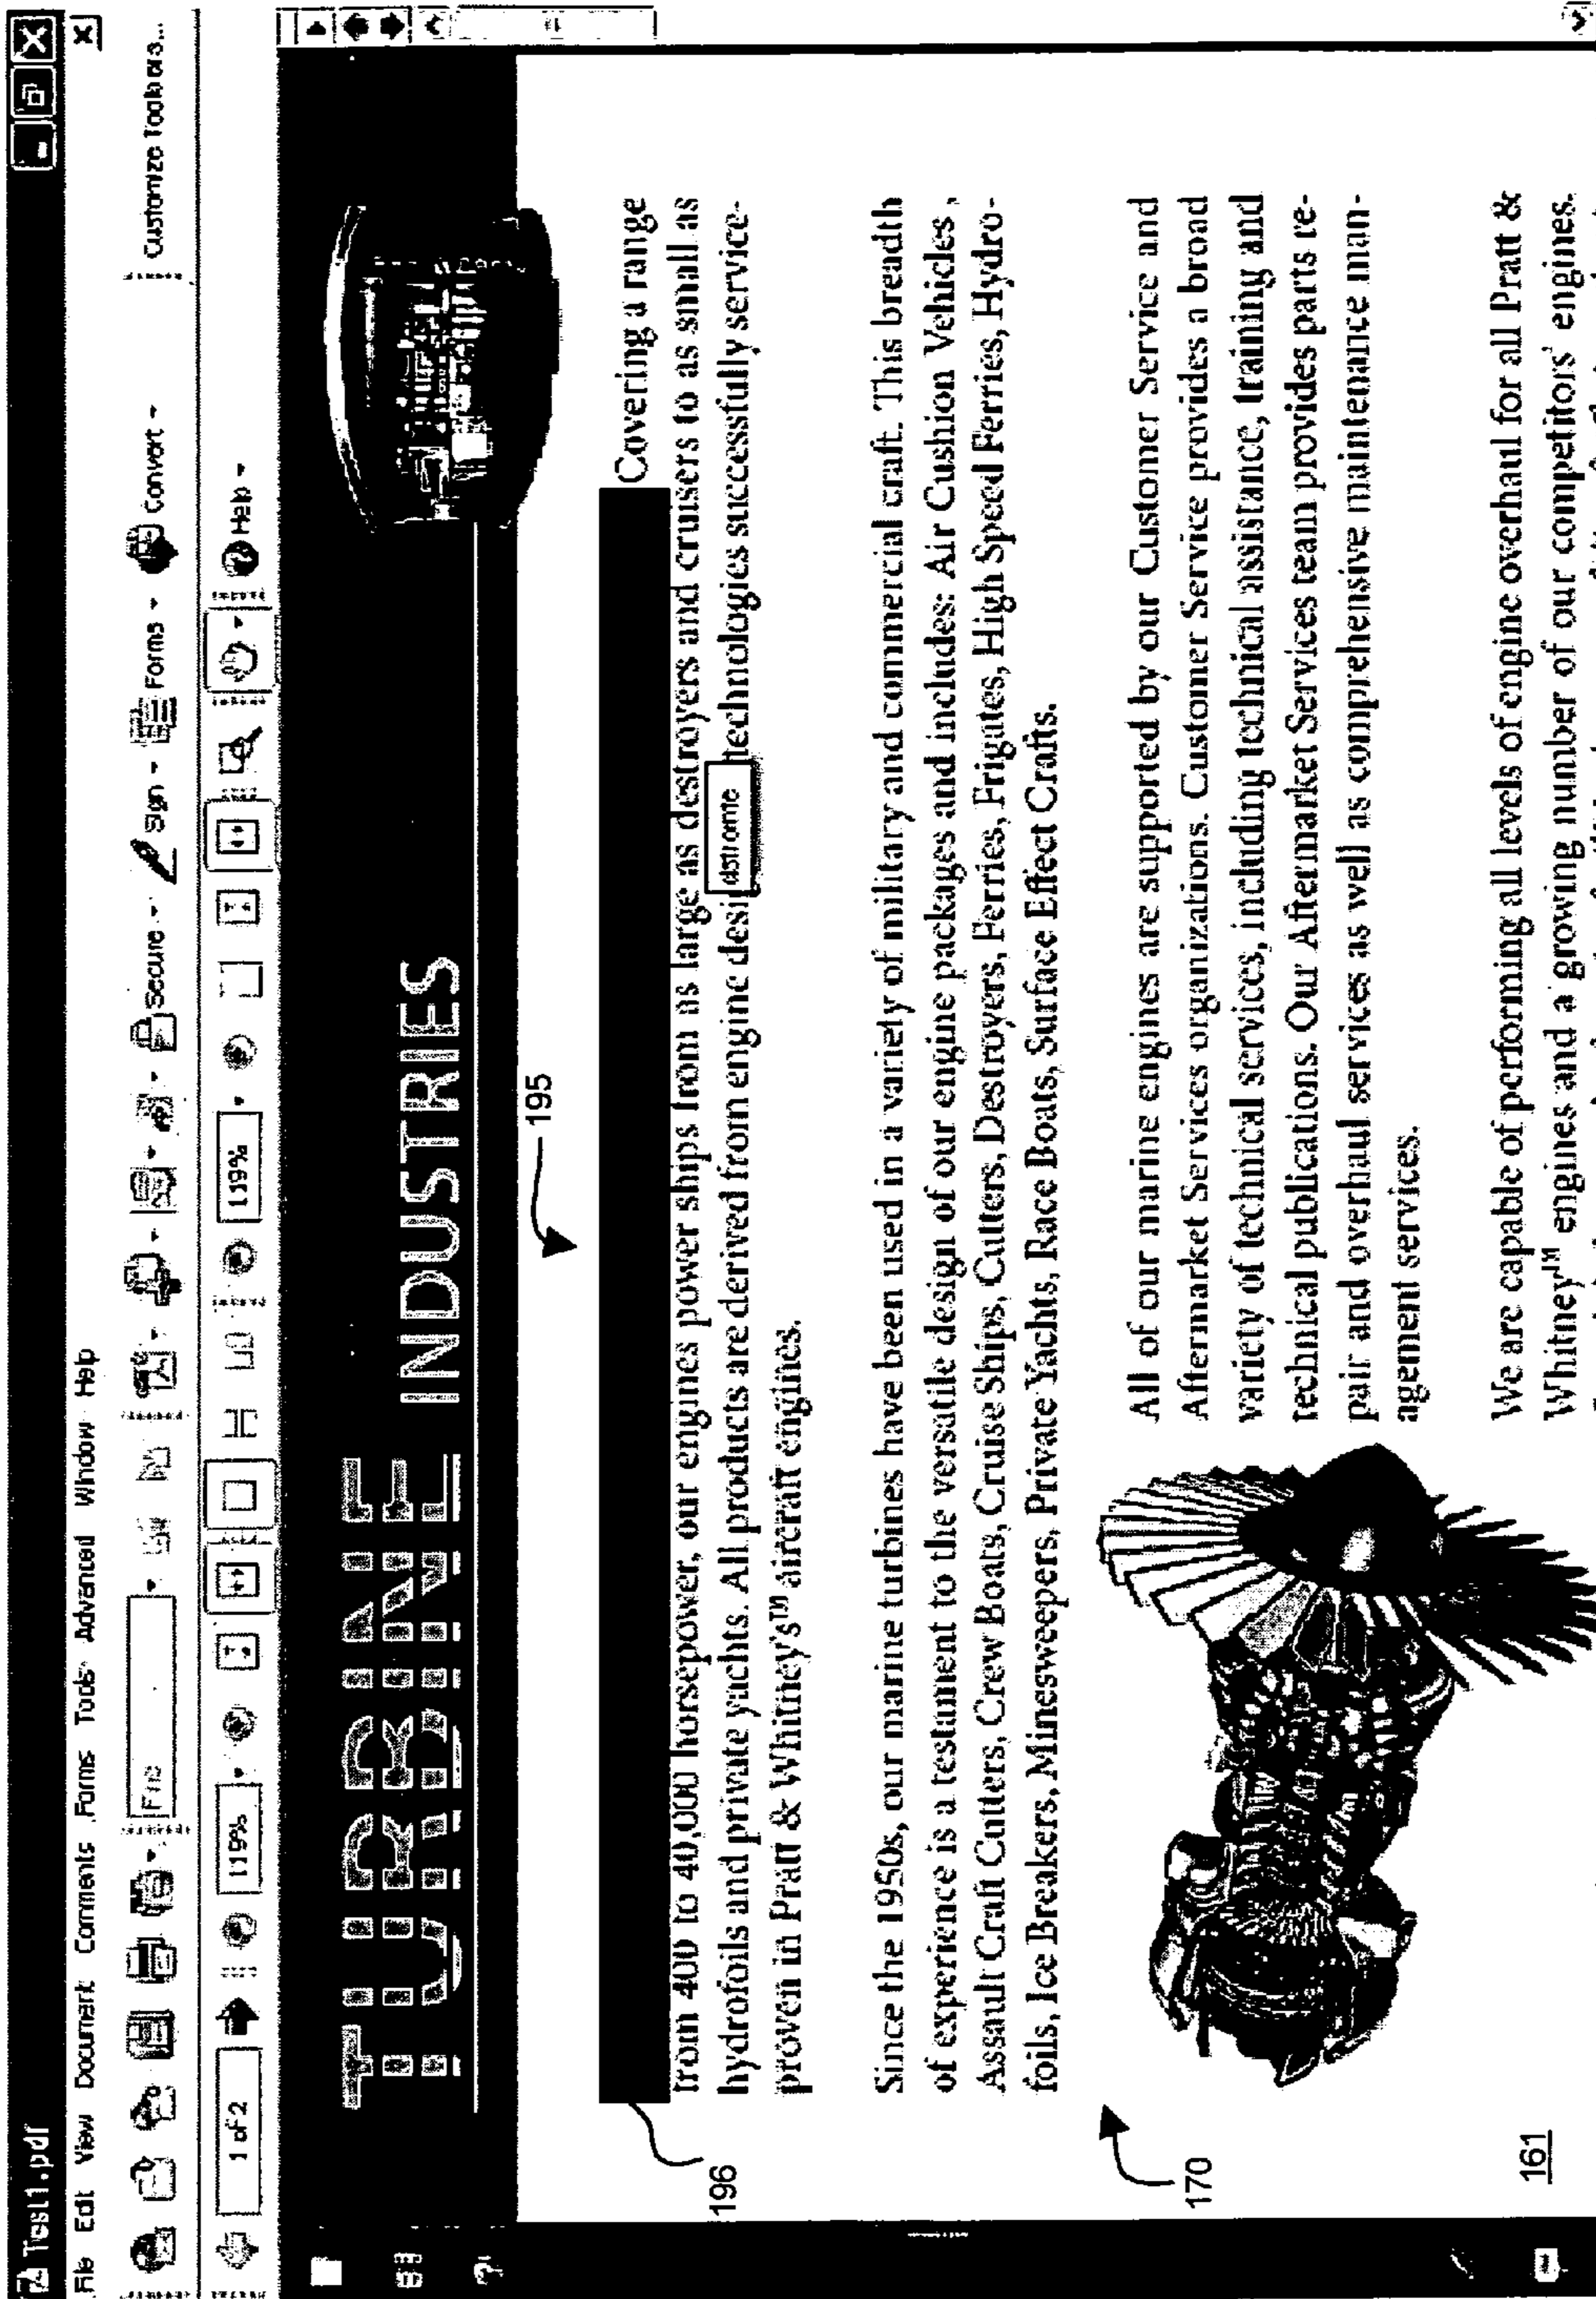 Test1.pdf
File Edit View Document Comments Forms Tools Advanced Window Help
Find Secure Sign Forms Convert Customize Toolbars...
1 of 2 119% 119% Help
TURBINE INDUSTRIES
195
196
Covering a range
from 400 to 40,000 horsepower, our engines power ships from as large as destroyers and cruisers to as small as
hydrofoils and private yachts. All products are derived from engine desig technologies successfully service-
proven in Pratt & Whitney's™ aircraft engines.
Since the 1950s, our marine turbines have been used in a variety of military and commercial craft. This breadth
of experience is a testament to the versatile design of our engine packages and includes: Air Cushion Vehicles,
Assault Craft Cutters, Crew Boats, Cruise Ships, Cutters, Destroyers, Ferries, Frigates, High Speed Ferries, Hydro-
foils, Ice Breakers, Minesweepers, Private Yachts, Race Boats, Surface Effect Crafts.
170
All of our marine engines are supported by our Customer Service and
Aftermarket Services organizations. Customer Service provides a broad
variety of technical services, including technical assistance, training and
technical publications. Our Aftermarket Services team provides parts re-
pair and overhaul services as well as comprehensive maintenance man-
agement services.
161
We are capable of performing all levels of engine overhaul for all Pratt &
Whitney™ engines and a growing number of our competitors' engines.